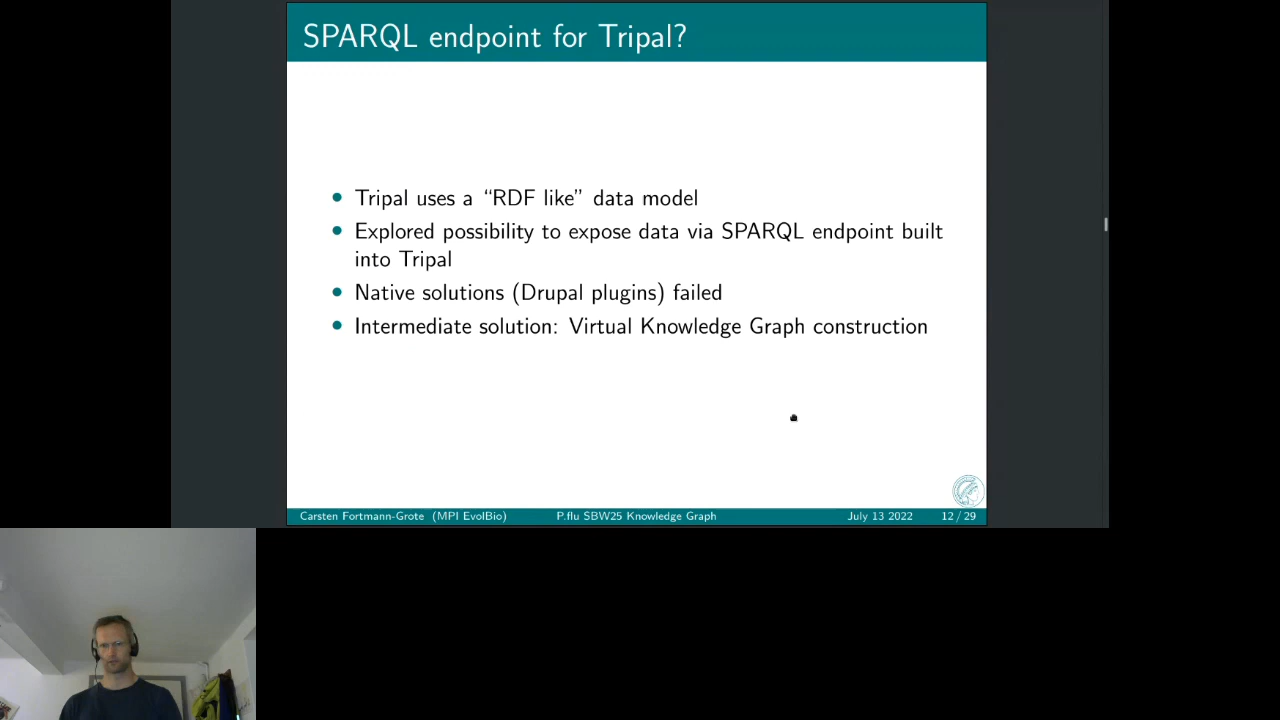 SPARQL endpoint for Tripal?
Tripal uses a “RDF like” data model
Explored possibility to expose data via SPARQL endpoint built
into Tripal
Native solutions (Drupal plugins) failed
Intermediate solution: Virtual Knowledge Graph construction
Carsten Fortmann-Grote (MPI EvolBio) P.flu SBW25 Knowledge Graph July 13 2022 12 / 29